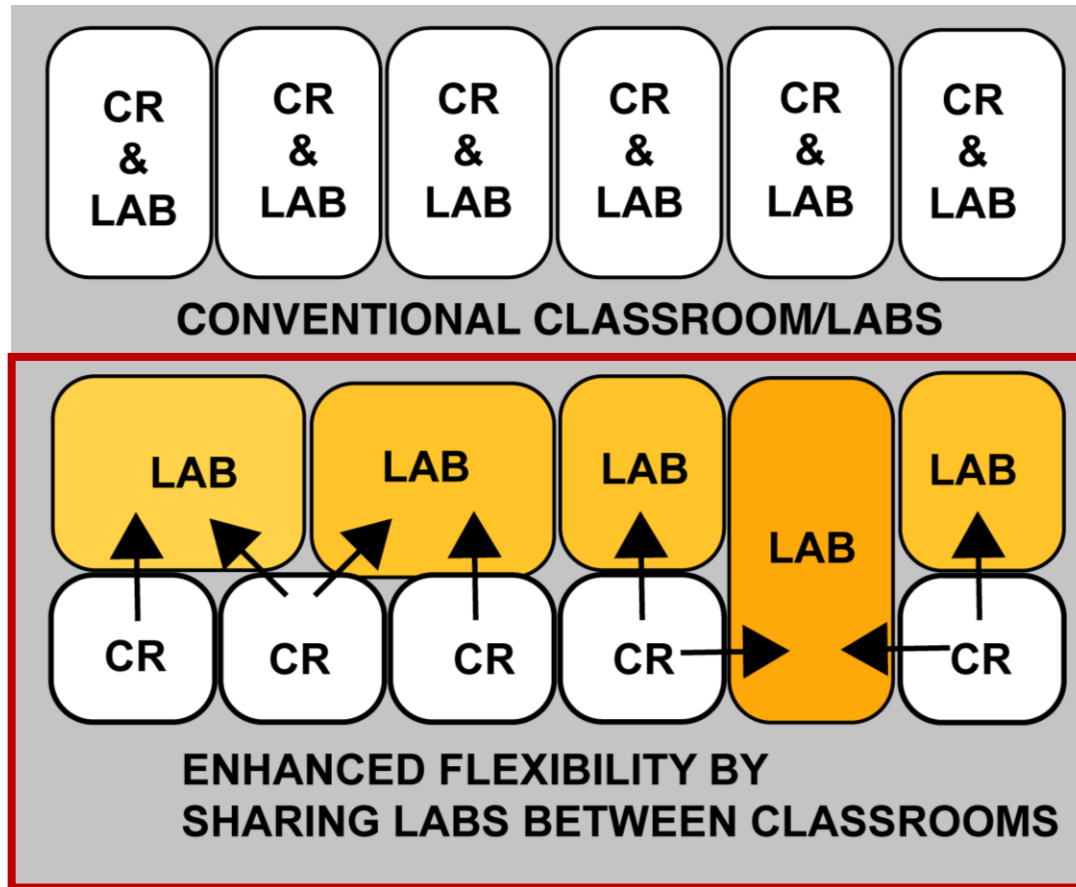 CR
&
LAB
CR
&
LAB
CR
&
LAB
CR
&
LAB
CR
&
LAB
CR
&
LAB
CONVENTIONAL CLASSROOM/LABS
LAB
LAB
LAB
LAB
LAB
CR
CR
CR
CR
CR
ENHANCED FLEXIBILITY BY
SHARING LABS BETWEEN CLASSROOMS